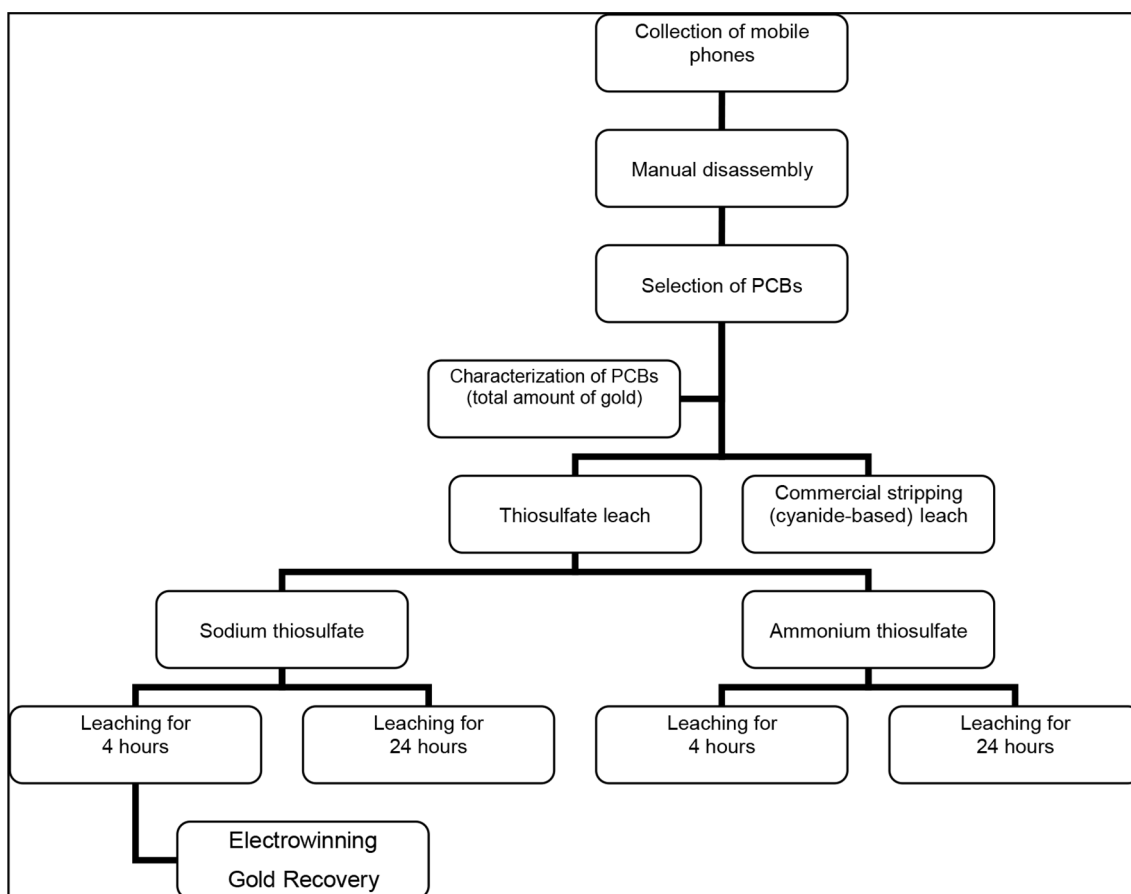 Collection of mobile
phones
Manual disassembly
Selection of PCBs
Characterization of PCBs
(total amount of gold)
Thiosulfate leach
Commercial stripping
(cyanide-based) leach
Sodium thiosulfate
Ammonium thiosulfate
Leaching for
4 hours
Leaching for
24 hours
Leaching for
4 hours
Leaching for
24 hours
Electrowinning
Gold Recovery